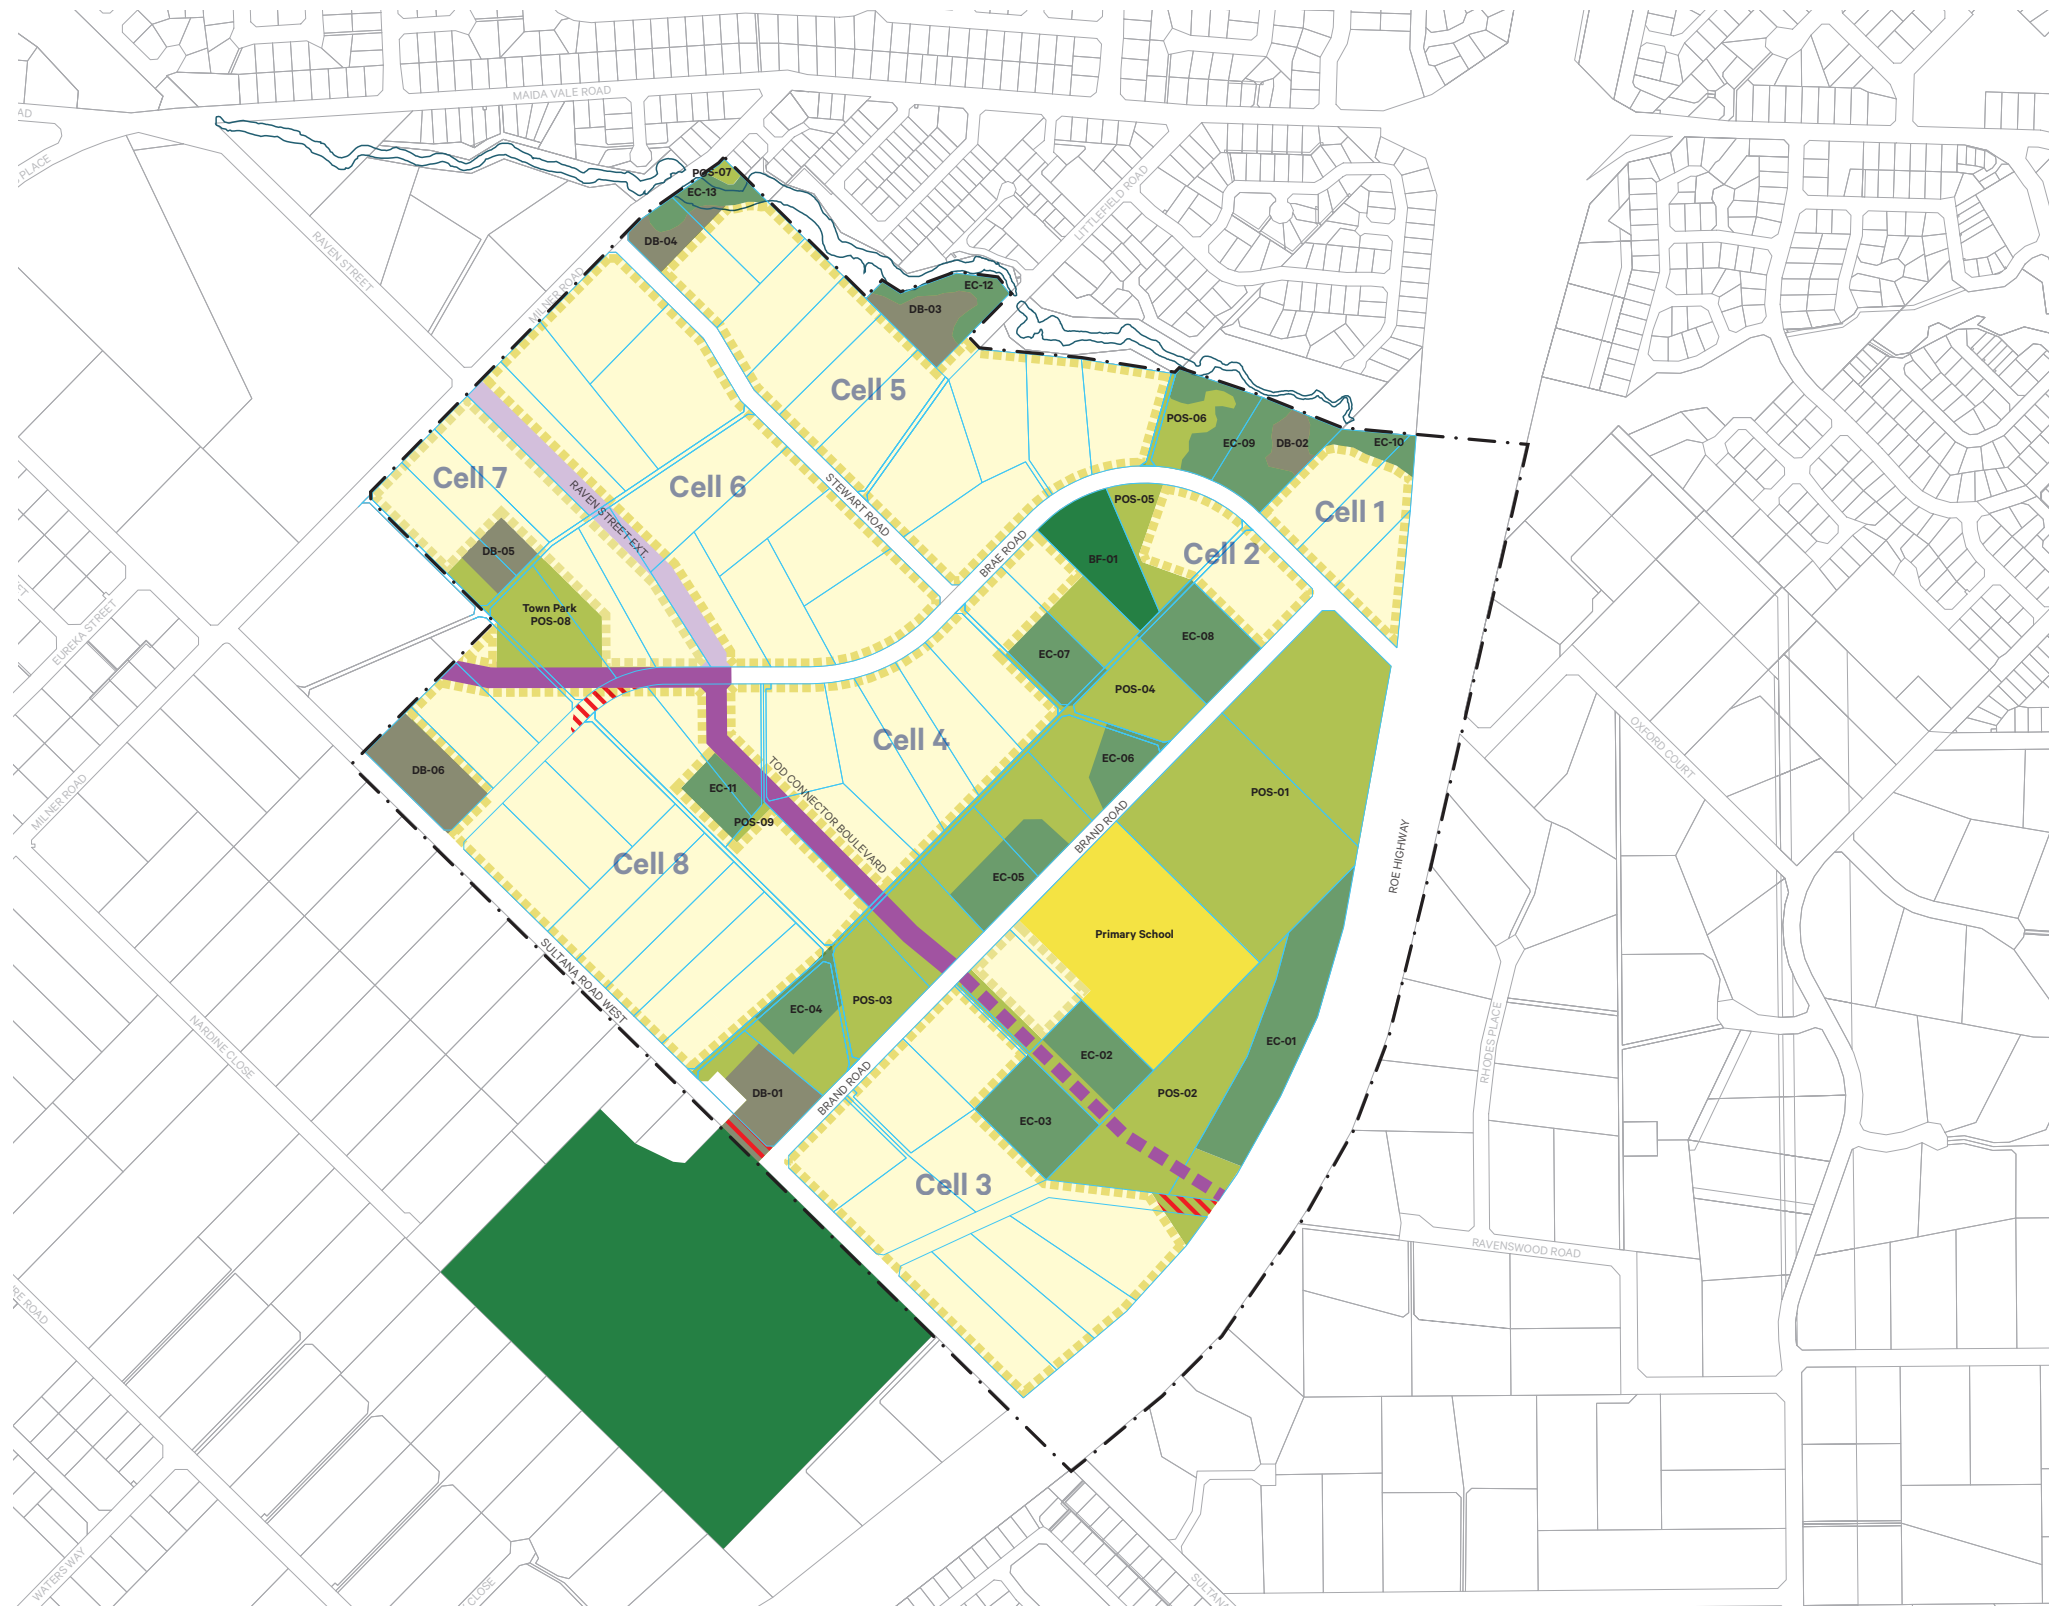 MAIDA VALE ROAD
AD
PLACE
POS-07
EC-13
LITTLEFIELD ROAD
DB-04
RAVEN STREET
MILNER ROAD
EC-12
DB-03
Cell 5
POS-06
EC-09
DB-02
EC-10
Cell 7
Cell 6
RAVEN STREET EXT.
STEWART ROAD
POS-05
Cell 1
BRAE ROAD
DB-05
BF-01
Cell 2
Town Park
POS-08
EUREKA STREET
ET
EC-07
EC-08
POS-04
OXFORD COURT
Cell 4
EC-06
DB-06
MILNER ROAD
EC-11
TOD CONNECTOR BOULEVARD
POS-01
POS-09
BRAND ROAD
ROE HIGHWAY
Cell 8
EC-05
Primary School
SULTANA ROAD WEST
EC-04
POS-03
NARDINE CLOSE
EC-02
EC-01
RHODES PLACE
DB-01
BRAND ROAD
POS-02
EC-03
Cell 3
RAVENSWOOD ROAD
RE ROAD
WATERS WAY
CLOSE
SULTAN